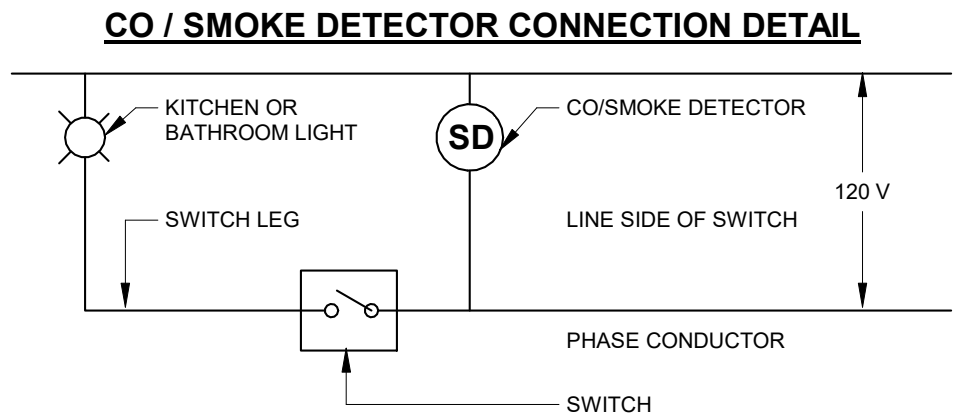 CO / SMOKE DETECTOR CONNECTION DETAIL
KITCHEN OR
BATHROOM LIGHT
SD
CO/SMOKE DETECTOR
120 V
SWITCH LEG
LINE SIDE OF SWITCH
PHASE CONDUCTOR
SWITCH